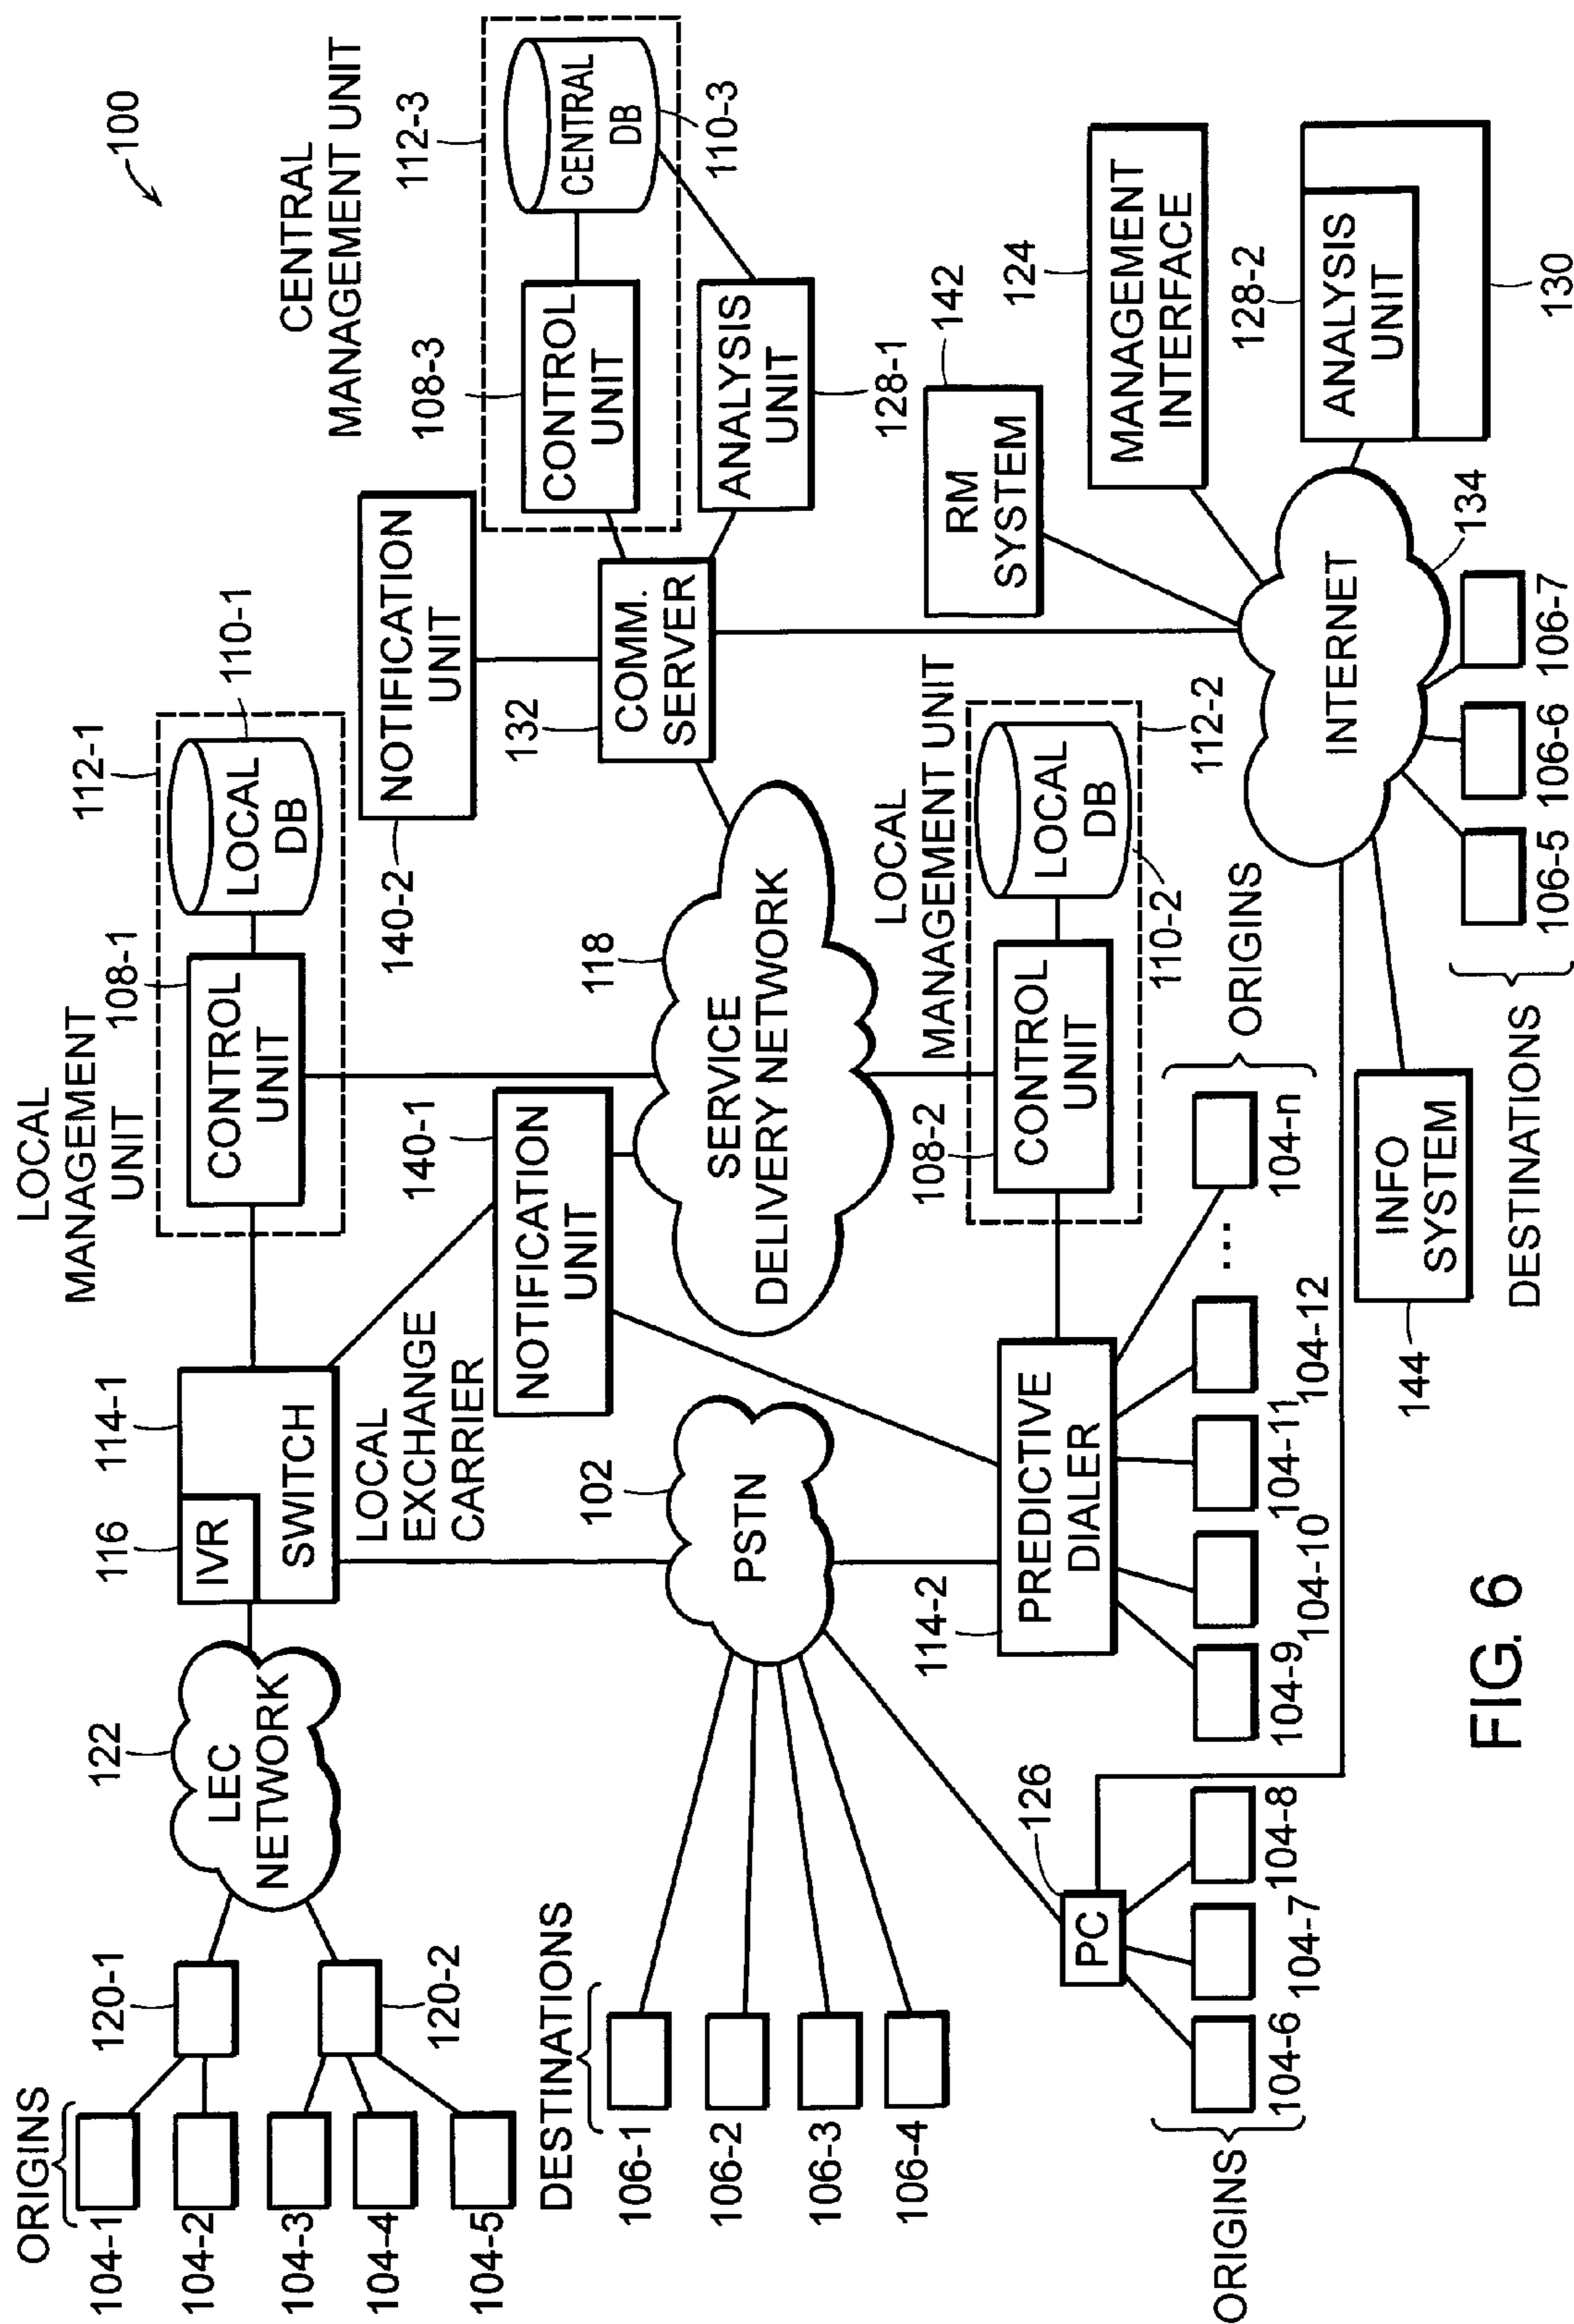 100
ORIGINS
104-1
104-2
104-3
104-4
104-5
120-1
120-2
122
LEC
NETWORK
116
IVR
114-1
SWITCH
LOCAL
EXCHANGE
CARRIER
LOCAL
MANAGEMENT
UNIT
108-1
CONTROL
UNIT
112-1
LOCAL
DB
110-1
140-1
NOTIFICATION
UNIT
140-2
NOTIFICATION
UNIT
118
SERVICE
DELIVERY NETWORK
132
COMM.
SERVER
CENTRAL
MANAGEMENT UNIT
108-3
CONTROL
UNIT
112-3
CENTRAL
DB
110-3
ANALYSIS
UNIT
128-1
DESTINATIONS
106-1
106-2
106-3
106-4
102
PSTN
114-2
PREDICTIVE
DIALER
LOCAL
MANAGEMENT UNIT
108-2
CONTROL
UNIT
LOCAL
DB
110-2
112-2
RM
SYSTEM
142
124
MANAGEMENT
INTERFACE
128-2
ANALYSIS
UNIT
130
INTERNET
134
126
PC
104-6
104-7
104-8
ORIGINS
104-9
104-10
104-11
104-12
...
104-n
ORIGINS
144
INFO
SYSTEM
DESTINATIONS
106-5
106-6
106-7
FIG. 6